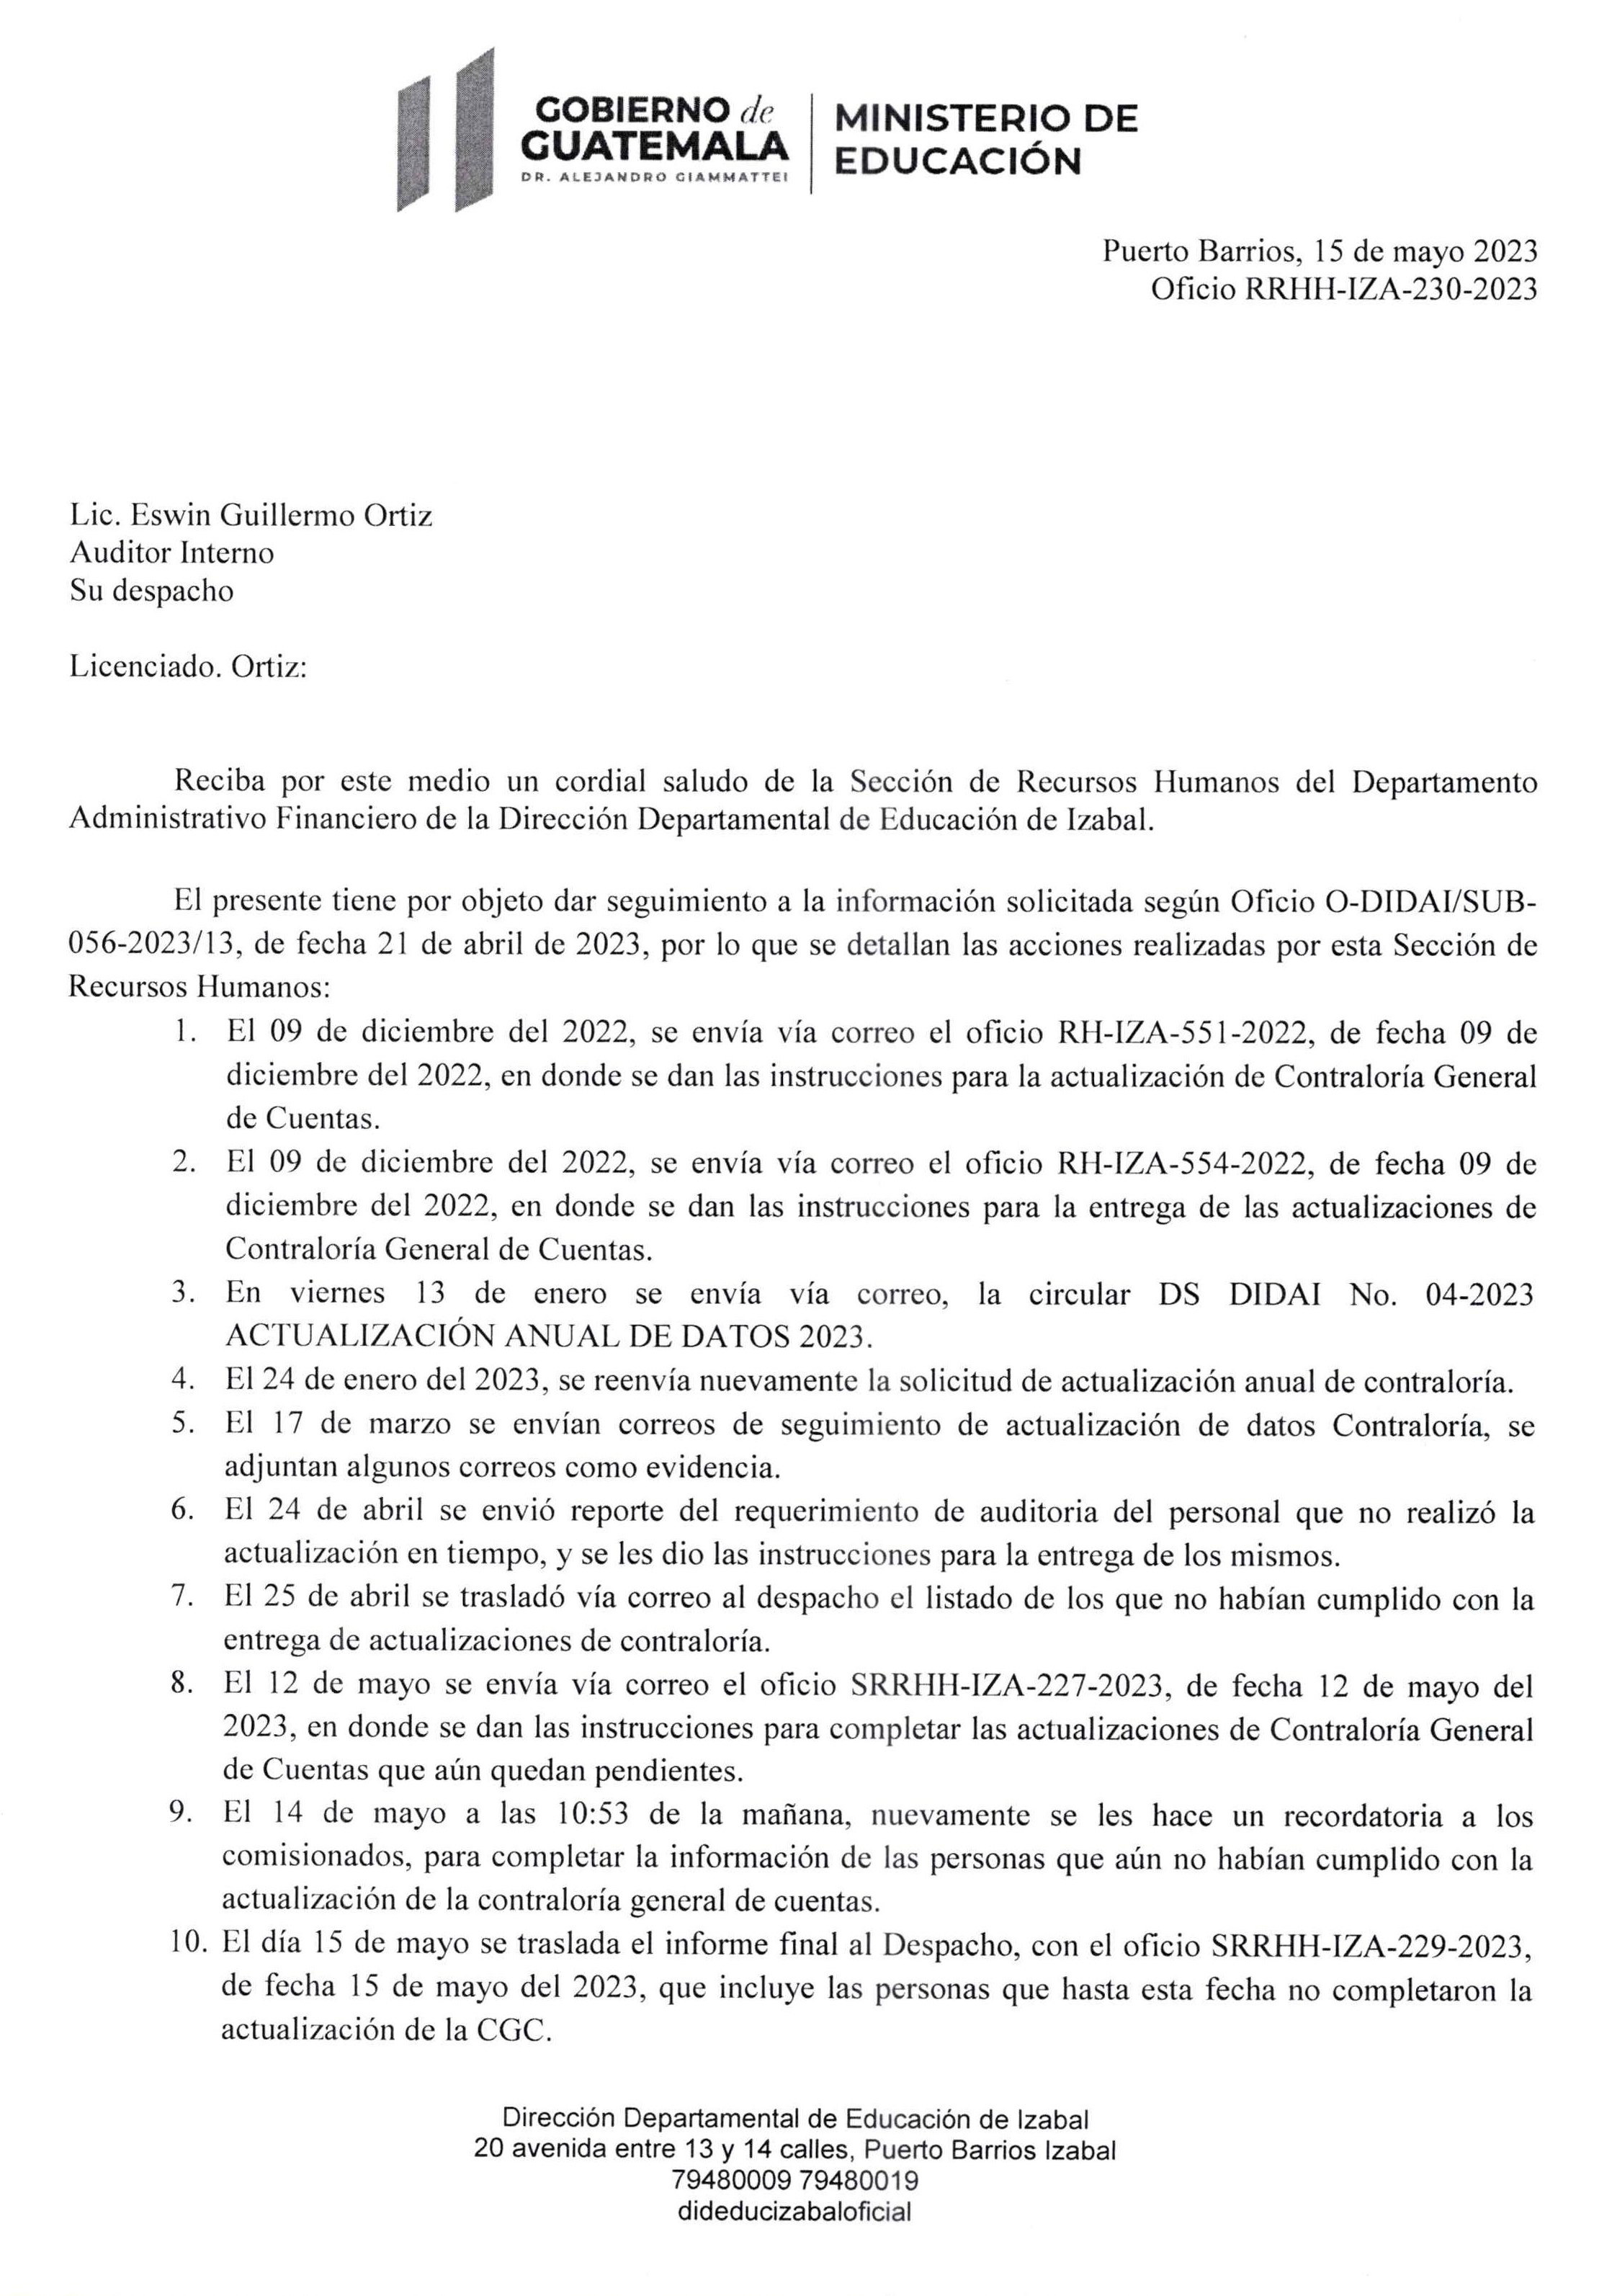 GOBIERNO de
GUATEMALA
DR. ALEJANDRO GIAMMATTEI
MINISTERIO DE
EDUCACIÓN
Puerto Barrios, 15 de mayo 2023
Oficio RRHH-IZA-230-2023
Lic. Eswin Guillermo Ortiz
Auditor Interno
Su despacho
Licenciado. Ortiz:
Reciba por este medio un cordial saludo de la Sección de Recursos Humanos del Departamento
Administrativo Financiero de la Dirección Departamental de Educación de Izabal.
El presente tiene por objeto dar seguimiento a la información solicitada según Oficio O-DIDAI/SUB-
056-2023/13, de fecha 21 de abril de 2023, por lo que se detallan las acciones realizadas por esta Sección de
Recursos Humanos:
1. El 09 de diciembre del 2022, se envía vía correo el oficio RH-IZA-551-2022, de fecha 09 de
diciembre del 2022, en donde se dan las instrucciones para la actualización de Contraloría General
de Cuentas.
2. El 09 de diciembre del 2022, se envía vía correo el oficio RH-IZA-554-2022, de fecha 09 de
diciembre del 2022, en donde se dan las instrucciones para la entrega de las actualizaciones de
Contraloría General de Cuentas.
3. En viernes 13 de enero se envía vía correo, la circular DS DIDAI No. 04-2023
ACTUALIZACIÓN ANUAL DE DATOS 2023.
4. El 24 de enero del 2023, se reenvía nuevamente la solicitud de actualización anual de contraloría.
5. El 17 de marzo se envían correos de seguimiento de actualización de datos Contraloría, se
adjuntan algunos correos como evidencia.
6. El 24 de abril se envió reporte del requerimiento de auditoria del personal que no realizó la
actualización en tiempo, y se les dio las instrucciones para la entrega de los mismos.
7. El 25 de abril se trasladó vía correo al despacho el listado de los que no habían cumplido con la
entrega de actualizaciones de contraloría.
8. El 12 de mayo se envía vía correo el oficio SRRHH-IZA-227-2023, de fecha 12 de mayo del
2023, en donde se dan las instrucciones para completar las actualizaciones de Contraloría General
de Cuentas que aún quedan pendientes.
9. El 14 de mayo a las 10:53 de la mañana, nuevamente se les hace un recordatoria a los
comisionados, para completar la información de las personas que aún no habían cumplido con la
actualización de la contraloría general de cuentas.
10. El día 15 de mayo se traslada el informe final al Despacho, con el oficio SRRHH-IZA-229-2023,
de fecha 15 de mayo del 2023, que incluye las personas que hasta esta fecha no completaron la
actualización de la CGC.
Dirección Departamental de Educación de Izabal
20 avenida entre 13 y 14 calles, Puerto Barrios Izabal
79480009 79480019
dideducizabaloficial